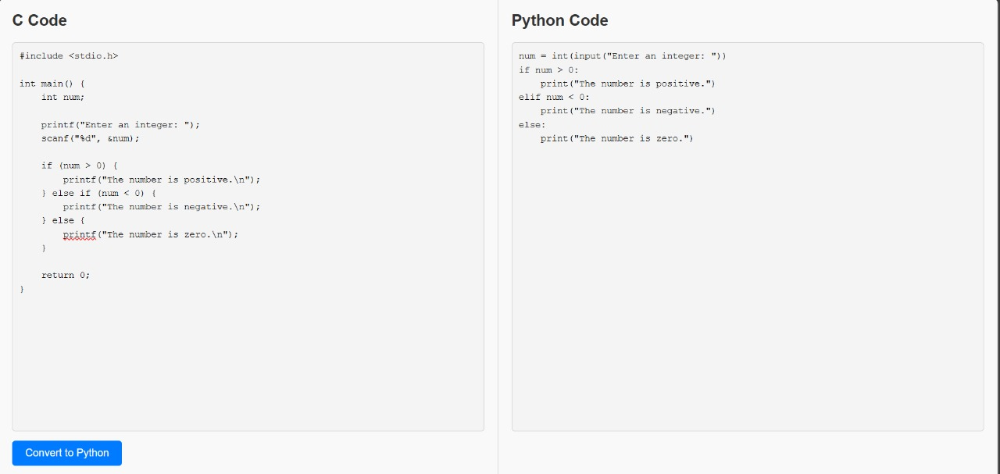 C Code
#include <stdio.h>
int main() {
    int num;
    printf("Enter an integer: ");
    scanf("%d", &num);
    if (num > 0) {
        printf("The number is positive.\n");
    } else if (num < 0) {
        printf("The number is negative.\n");
    } else {
        printf("The number is zero.\n");
    }
    return 0;
}
Convert to Python
Python Code
num = int(input("Enter an integer: "))
if num > 0:
    print("The number is positive.")
elif num < 0:
    print("The number is negative.")
else:
    print("The number is zero.")